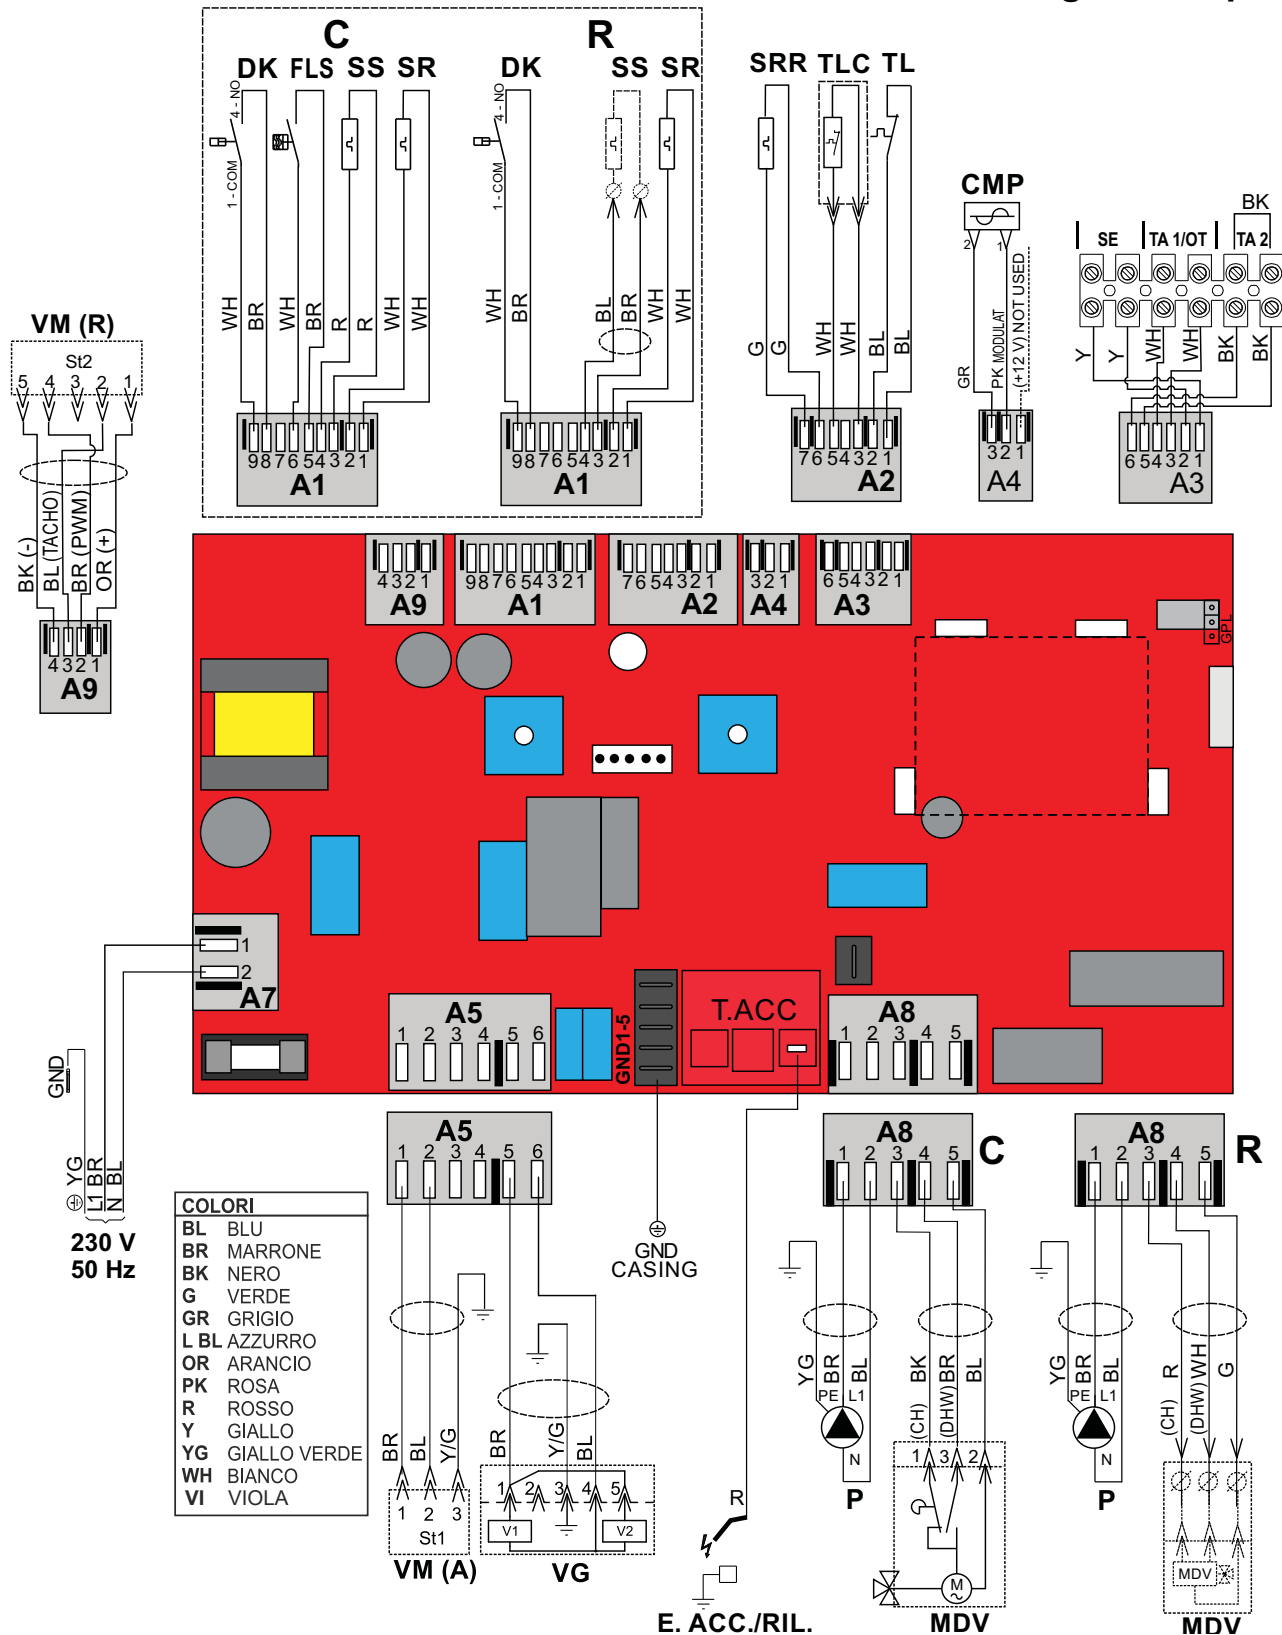 C R
DK FLS SS SR DK SS SR SRR TLC TL
4 - NO 4 - NO
1 - COM 1 - COM
CMP
2 1
BK
SE TA 1/OT TA 2
WH BR WH BR R R WH WH
WH BR BL BR WH WH
G G WH WH BL BL
GR PK MODULAT (+12 V) NOT USED
Y Y WH WH BK BK
9 8 7 6 5 4 3 2 1
A1
9 8 7 6 5 4 3 2 1
A1
7 6 5 4 3 2 1
A2
3 2 1
A4
6 5 4 3 2 1
A3
VM (R)
St2
5 4 3 2 1
BK (-)
BL (TACHO)
BR (PWM)
OR (+)
4 3 2 1
A9
4 3 2 1
A9
9 8 7 6 5 4 3 2 1
A1
7 6 5 4 3 2 1
A2
3 2 1
A4
6 5 4 3 2 1
A3
GPL
1
2
A7
A5
1 2 3 4 5 6
GND1-5
T.ACC
A8
1 2 3 4 5
GND
YG
L1 BR
N BL
230 V
50 Hz
COLORI
BL BLU
BR MARRONE
BK NERO
G VERDE
GR GRIGIO
L BL AZZURRO
OR ARANCIO
PK ROSA
R ROSSO
Y GIALLO
YG GIALLO VERDE
WH BIANCO
VI VIOLA
A5
1 2 3 4 5 6
BR BL Y/G
1 2 3
St1
VM (A)
BR Y/G BL
1 2 3 4 5
V1 V2
VG
GND
CASING
R
E. ACC./RIL.
A8
1 2 3 4 5
C
YG BR BL
PE L1
N
P
(CH) BK
(DHW) BR
BL
1 3 2
M
MDV
A8
1 2 3 4 5
R
YG BR BL
PE L1
N
P
(CH) R
(DHW) WH
G
MDV
MDV